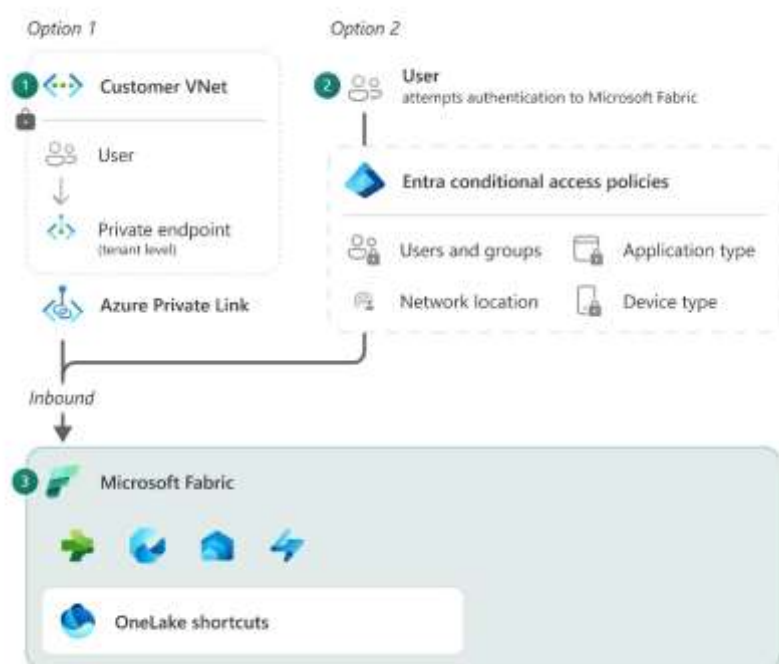 Option 1
Option 2
1
Customer VNet
2
User
attempts authentication to Microsoft Fabric
User
Private endpoint
(tenant level)
Entra conditional access policies
Users and groups
Application type
Network location
Device type
Azure Private Link
Inbound
3
Microsoft Fabric
OneLake shortcuts